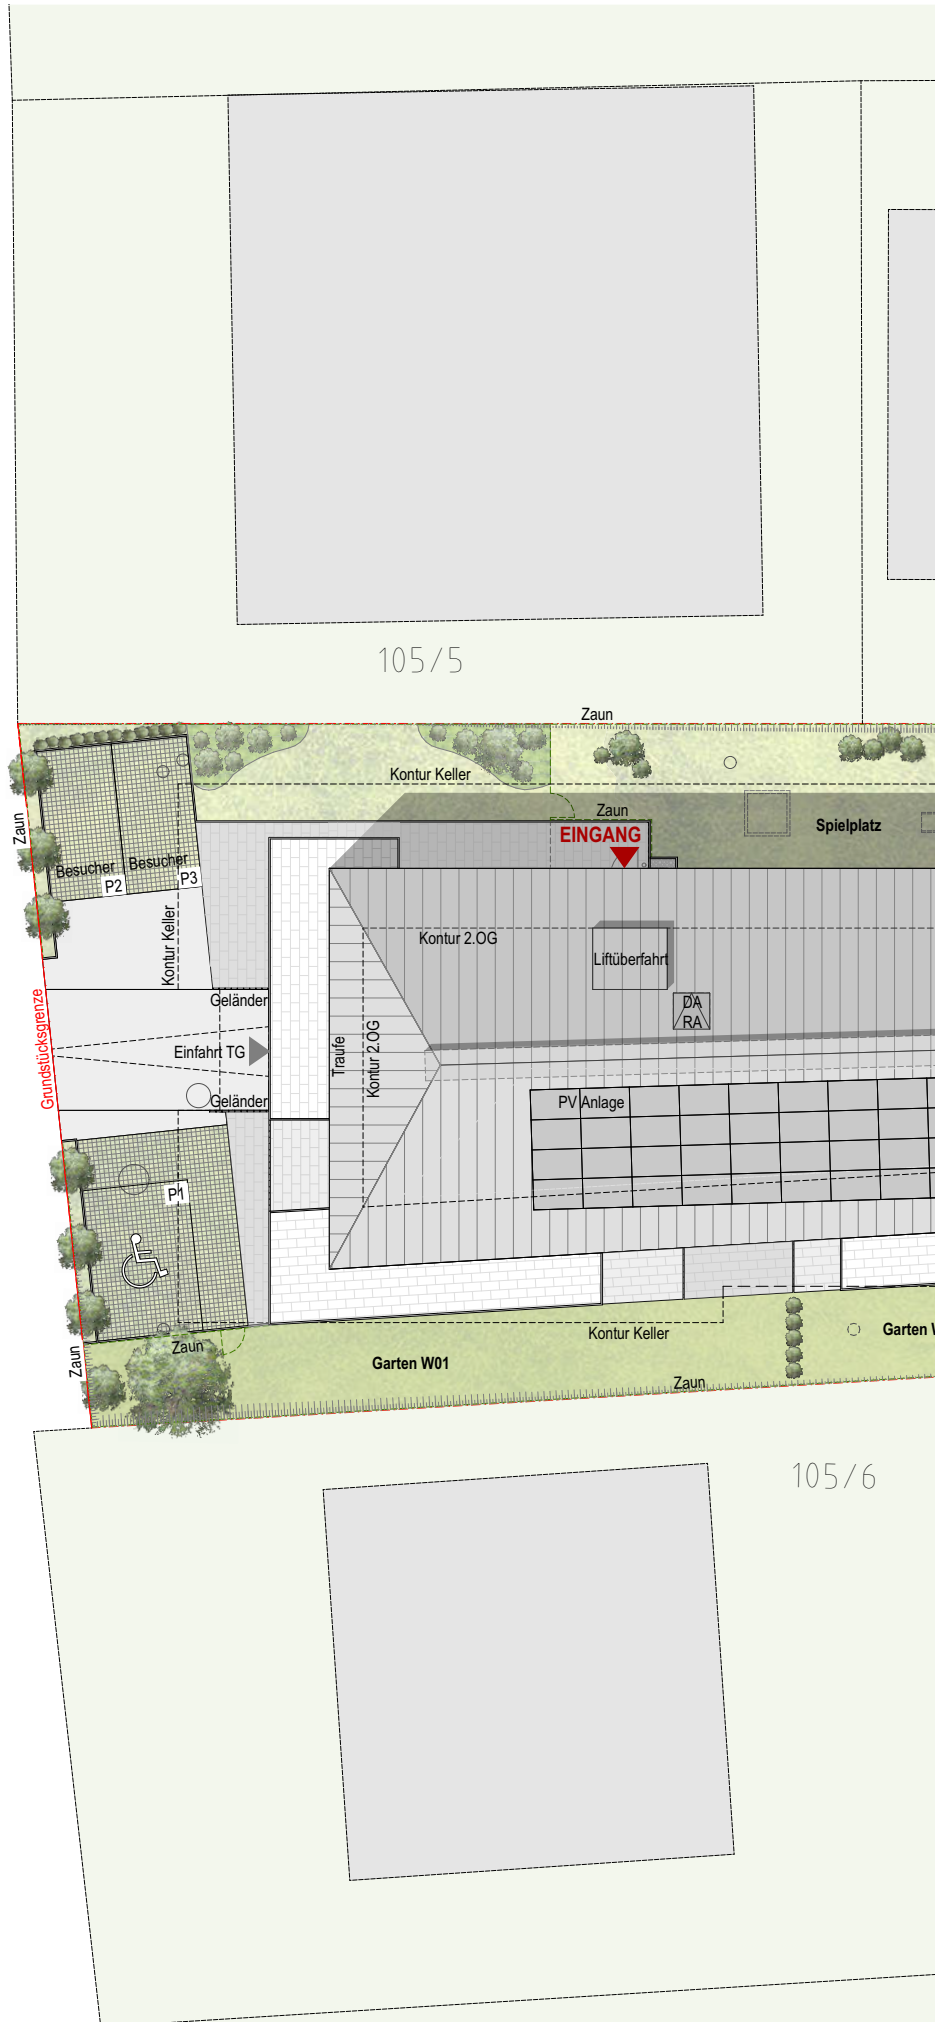 105/5
Zaun
Kontur Keller
Zaun
Zaun
EINGANG
Spielplatz
Besucher
Besucher
P2
P3
Kontur Keller
Kontur 2.OG
Liftüberfahrt
DA
RA
Geländer
Grundstücksgrenze
Einfahrt TG
Traufe
Kontur 2.OG
Geländer
PV Anlage
P1
Kontur Keller
Garten
Zaun
Zaun
Garten W01
Zaun
105/6